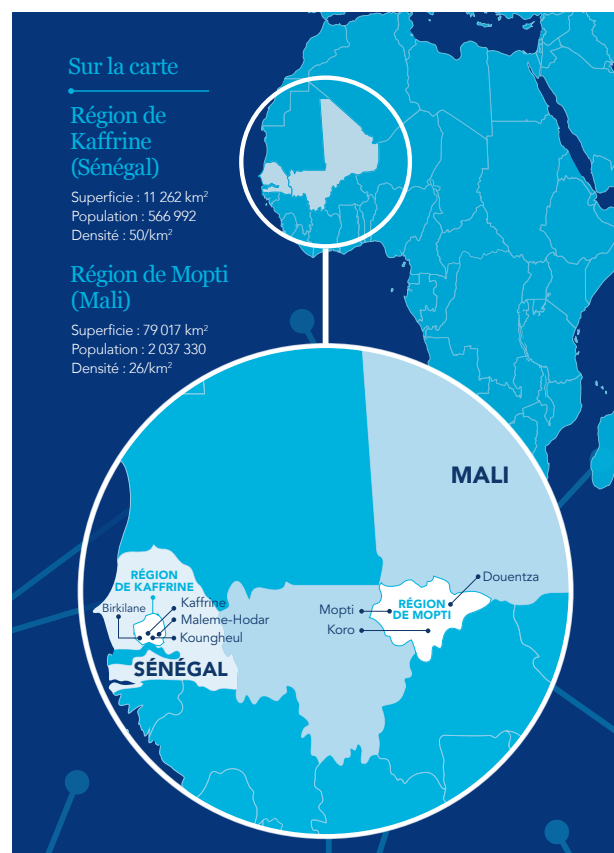 Sur la carte
Région de
Kaffrine
(Sénégal)
Superficie : 11 262 km²
Population : 566 992
Densité : 50/km²
Région de Mopti
(Mali)
Superficie : 79 017 km²
Population : 2 037 330
Densité : 26/km²
MALI
RÉGION
DE KAFFRINE
Birkilane
Kaffrine
Maleme-Hodar
Koungheul
SÉNÉGAL
Douentza
Mopti
RÉGION
DE MOPTI
Koro